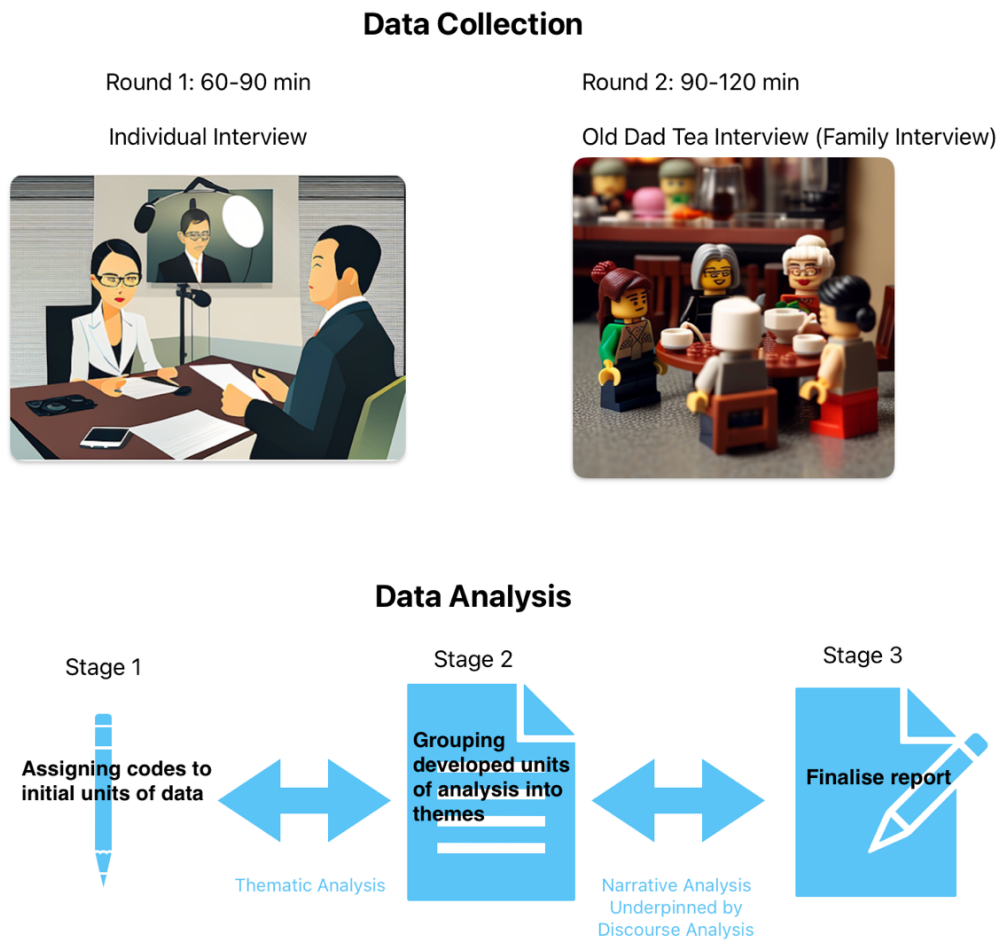 Data Collection
Round 1: 60-90 min
Round 2: 90-120 min
Individual Interview
Old Dad Tea Interview (Family Interview)
Data Analysis
Stage 1
Stage 2
Stage 3
Assigning codes to
initial units of data
Grouping
developed units
of analysis into
themes
Finalise report
Thematic Analysis
Narrative Analysis
Underpinned by
Discourse Analysis